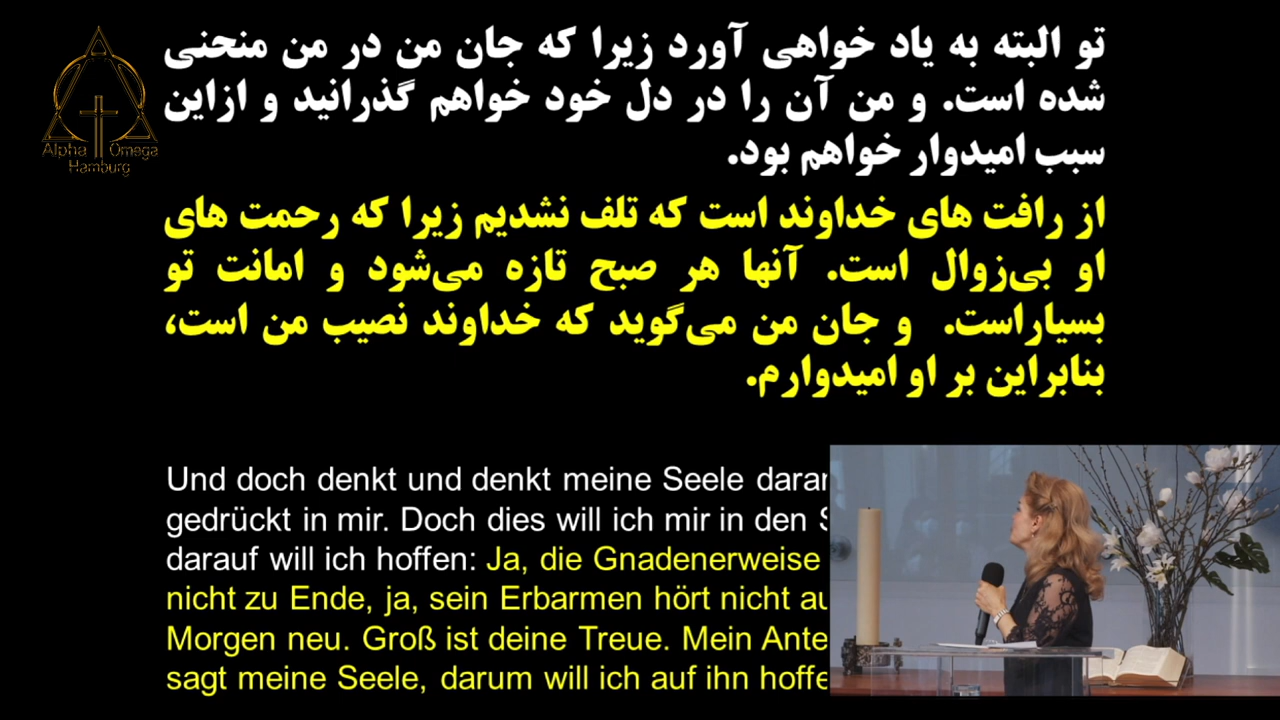 Alpha Omega
Hamburg
تو البته به یاد خواهی آورد زیرا که جان من در من منحنی
شده است. و من آن را در دل خود خواهم گذرانید و ازاین
سبب امیدوار خواهم بود.
از رافت های خداوند است که تلف نشدیم زیرا که رحمت های
او بی‌زوال است. آنها هر صبح تازه می‌شود و امانت تو
بسیاراست. و جان من می‌گوید که خداوند نصیب من است،
بنابراین بر او امیدوارم.
Und doch denkt und denkt meine Seele
gedrückt in mir. Doch dies will ich mir in den
darauf will ich hoffen: Ja, die Gnadenerweise
nicht zu Ende, ja, sein Erbarmen hört nicht
Morgen neu. Groß ist deine Treue. Mein
sagt meine Seele, darum will ich auf ihn